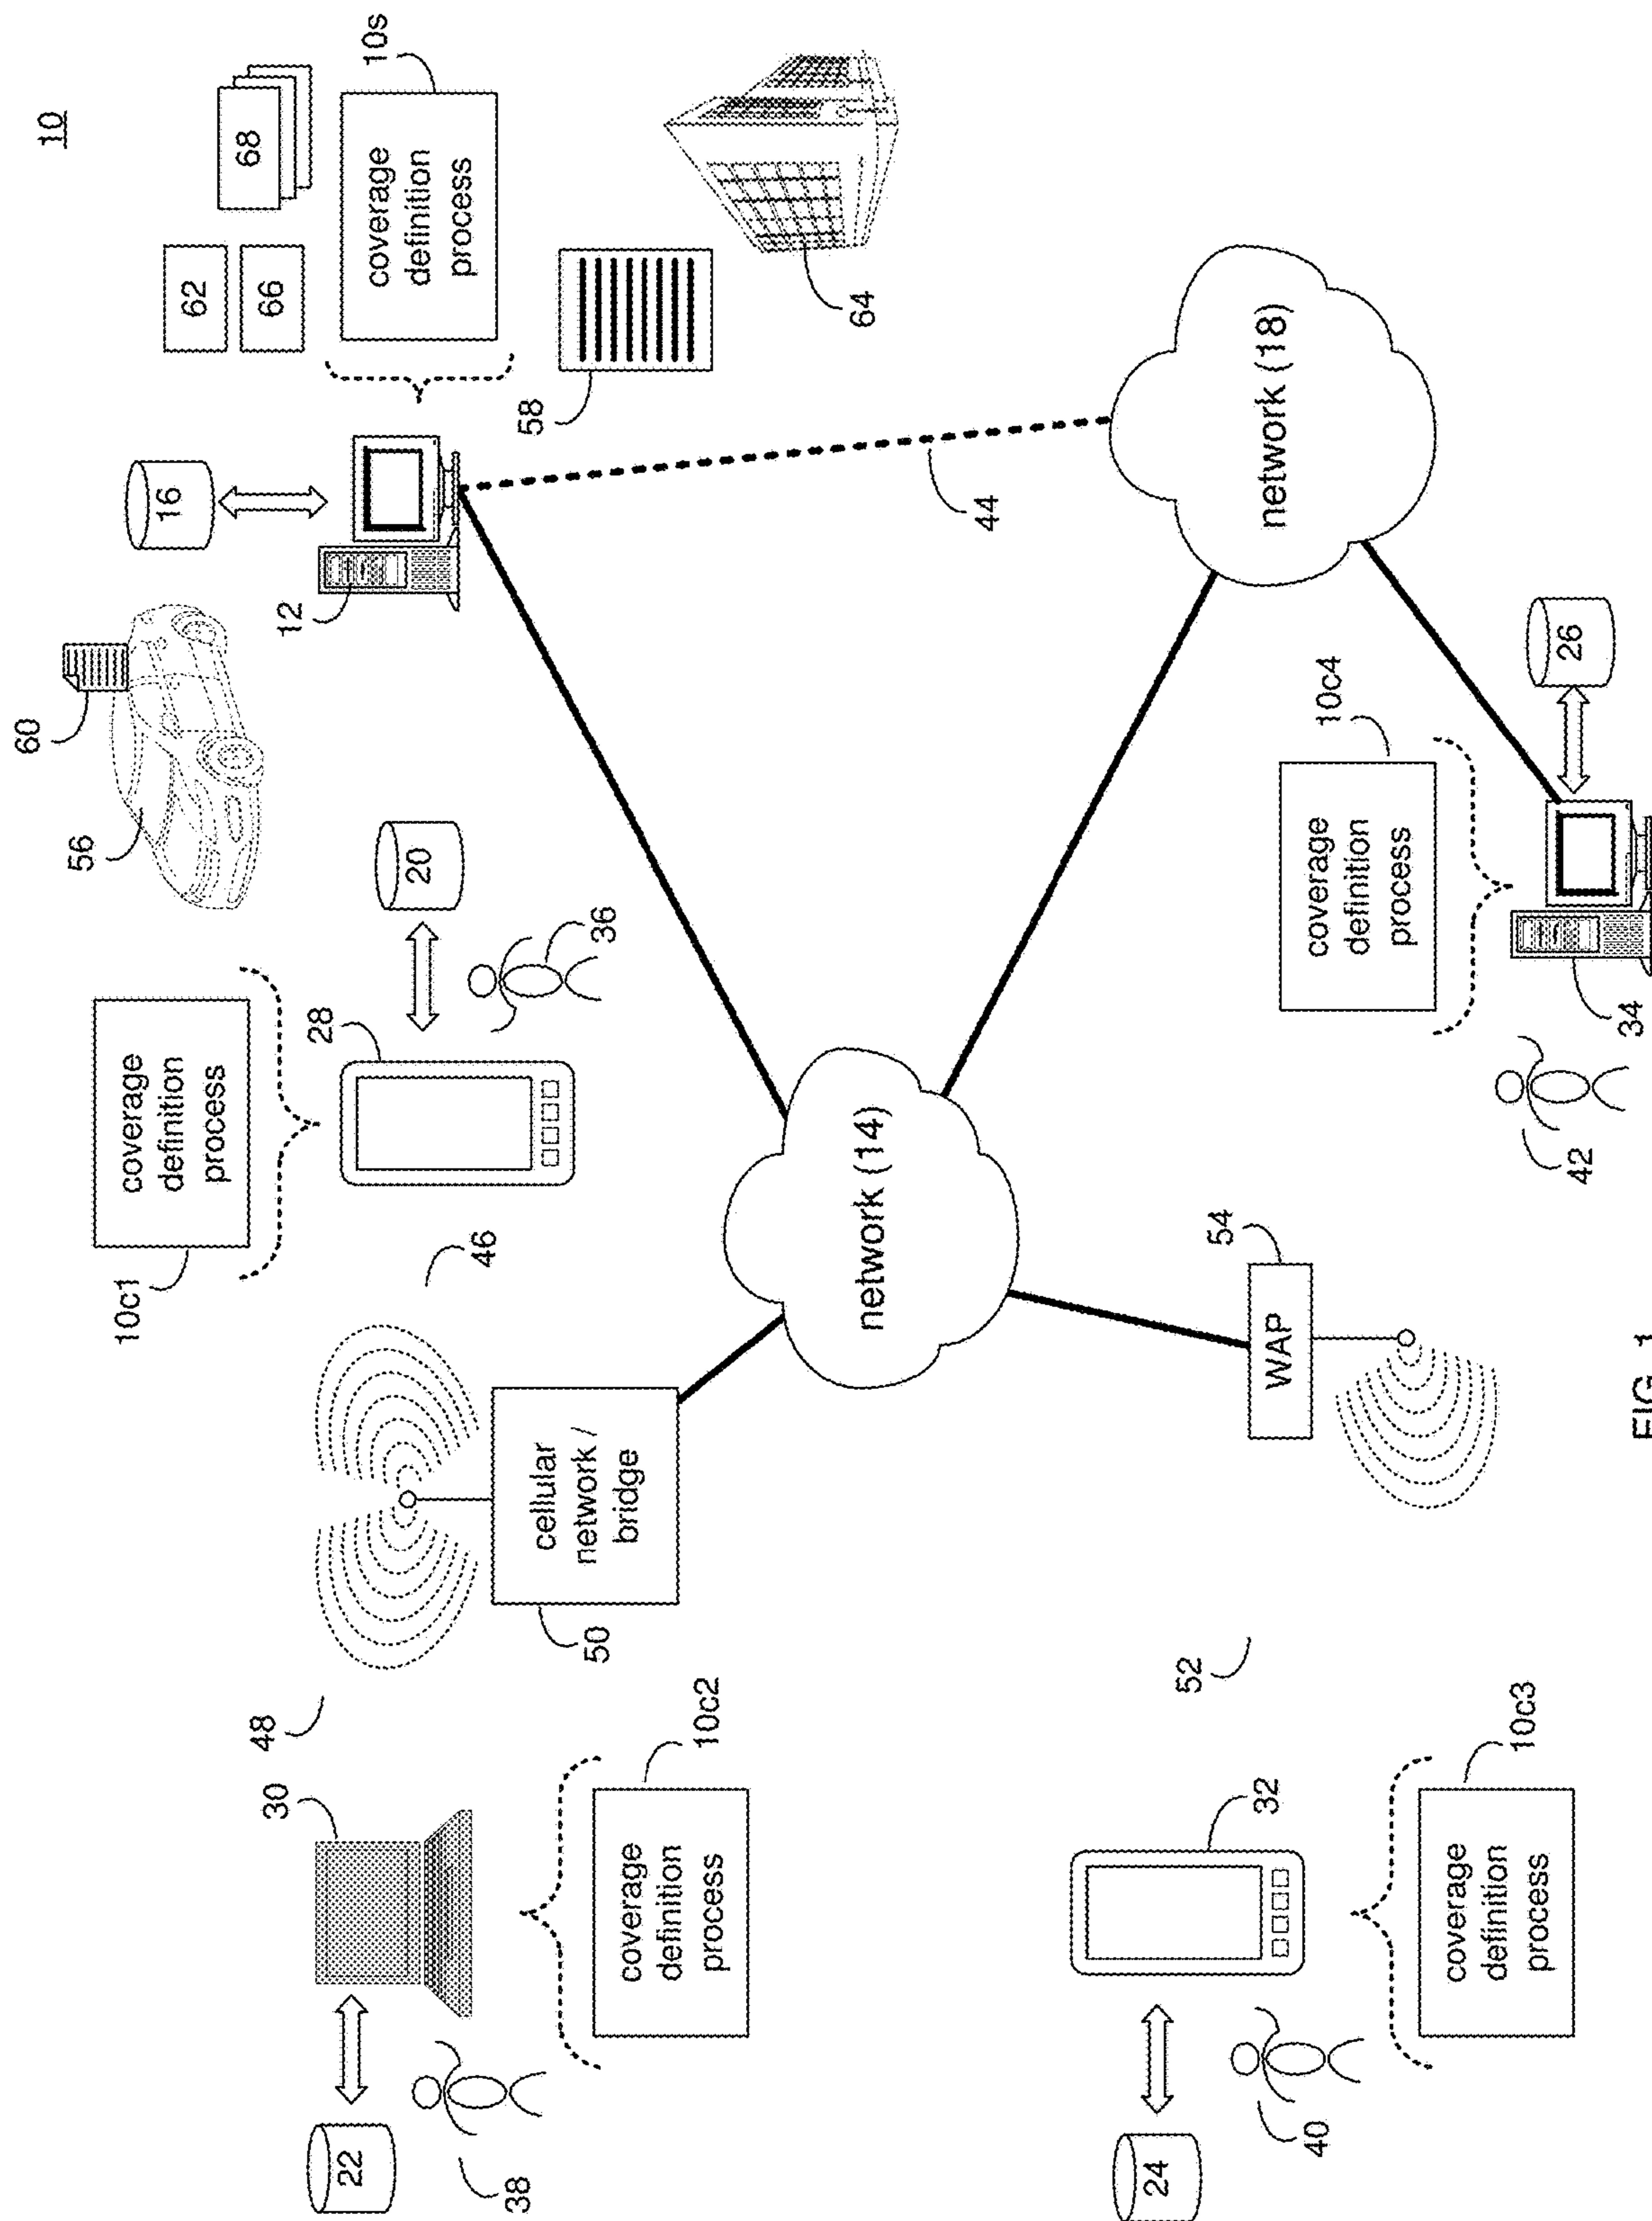 60
10
56
10c1
coverage
definition
process
16
62
68
66
48
30
12
28
22
20
10s
coverage
definition
process
46
38
58
50
cellular
network /
bridge
36
10c2
coverage
definition
process
64
network (14)
44
24
52
54
WAP
32
network (18)
40
10c4
coverage
definition
process
10c3
coverage
definition
process
42
26
34
FIG. 1